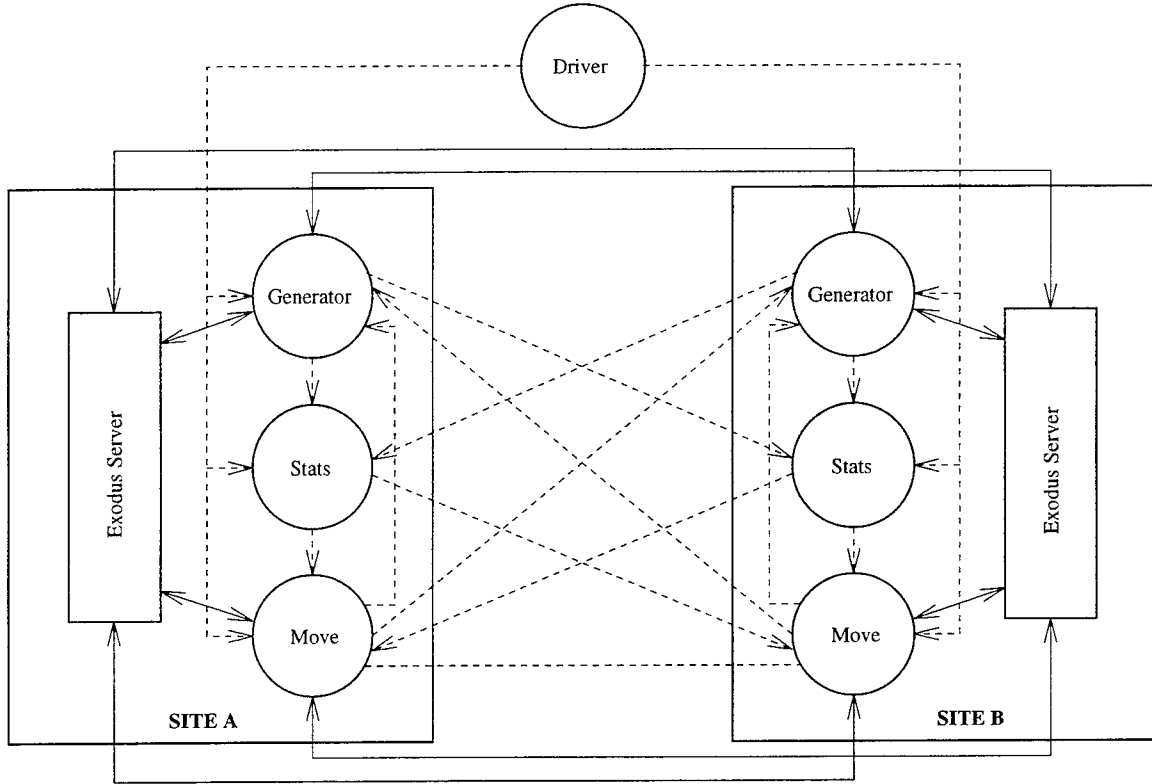 Driver
Generator
Generator
Exodus Server
Stats
Stats
Exodus Server
Move
Move
SITE A
SITE B